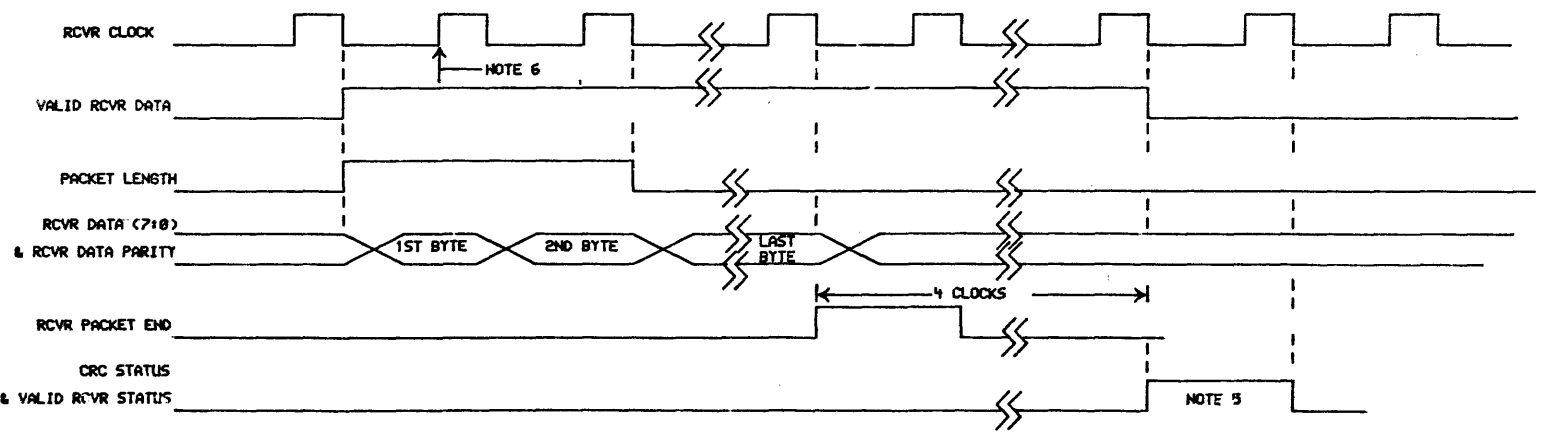 RCVR CLOCK
NOTE 6
VALID RCVR DATA
PACKET LENGTH
RCVR DATA (7:0)
& RCVR DATA PARITY
1ST BYTE
2ND BYTE
LAST
BYTE
4 CLOCKS
RCVR PACKET END
CRC STATUS
& VALID RCVR STATUS
NOTE 5